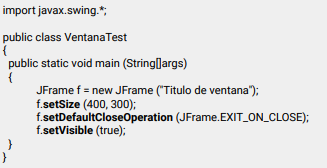 import javax.swing.*;
public class VentanaTest
{
public static void main (String[]args)
{
JFrame f = new JFrame ("Titulo de ventana");
f.setSize (400, 300);
f.setDefaultCloseOperation (JFrame.EXIT_ON_CLOSE);
f.setVisible (true);
}
}